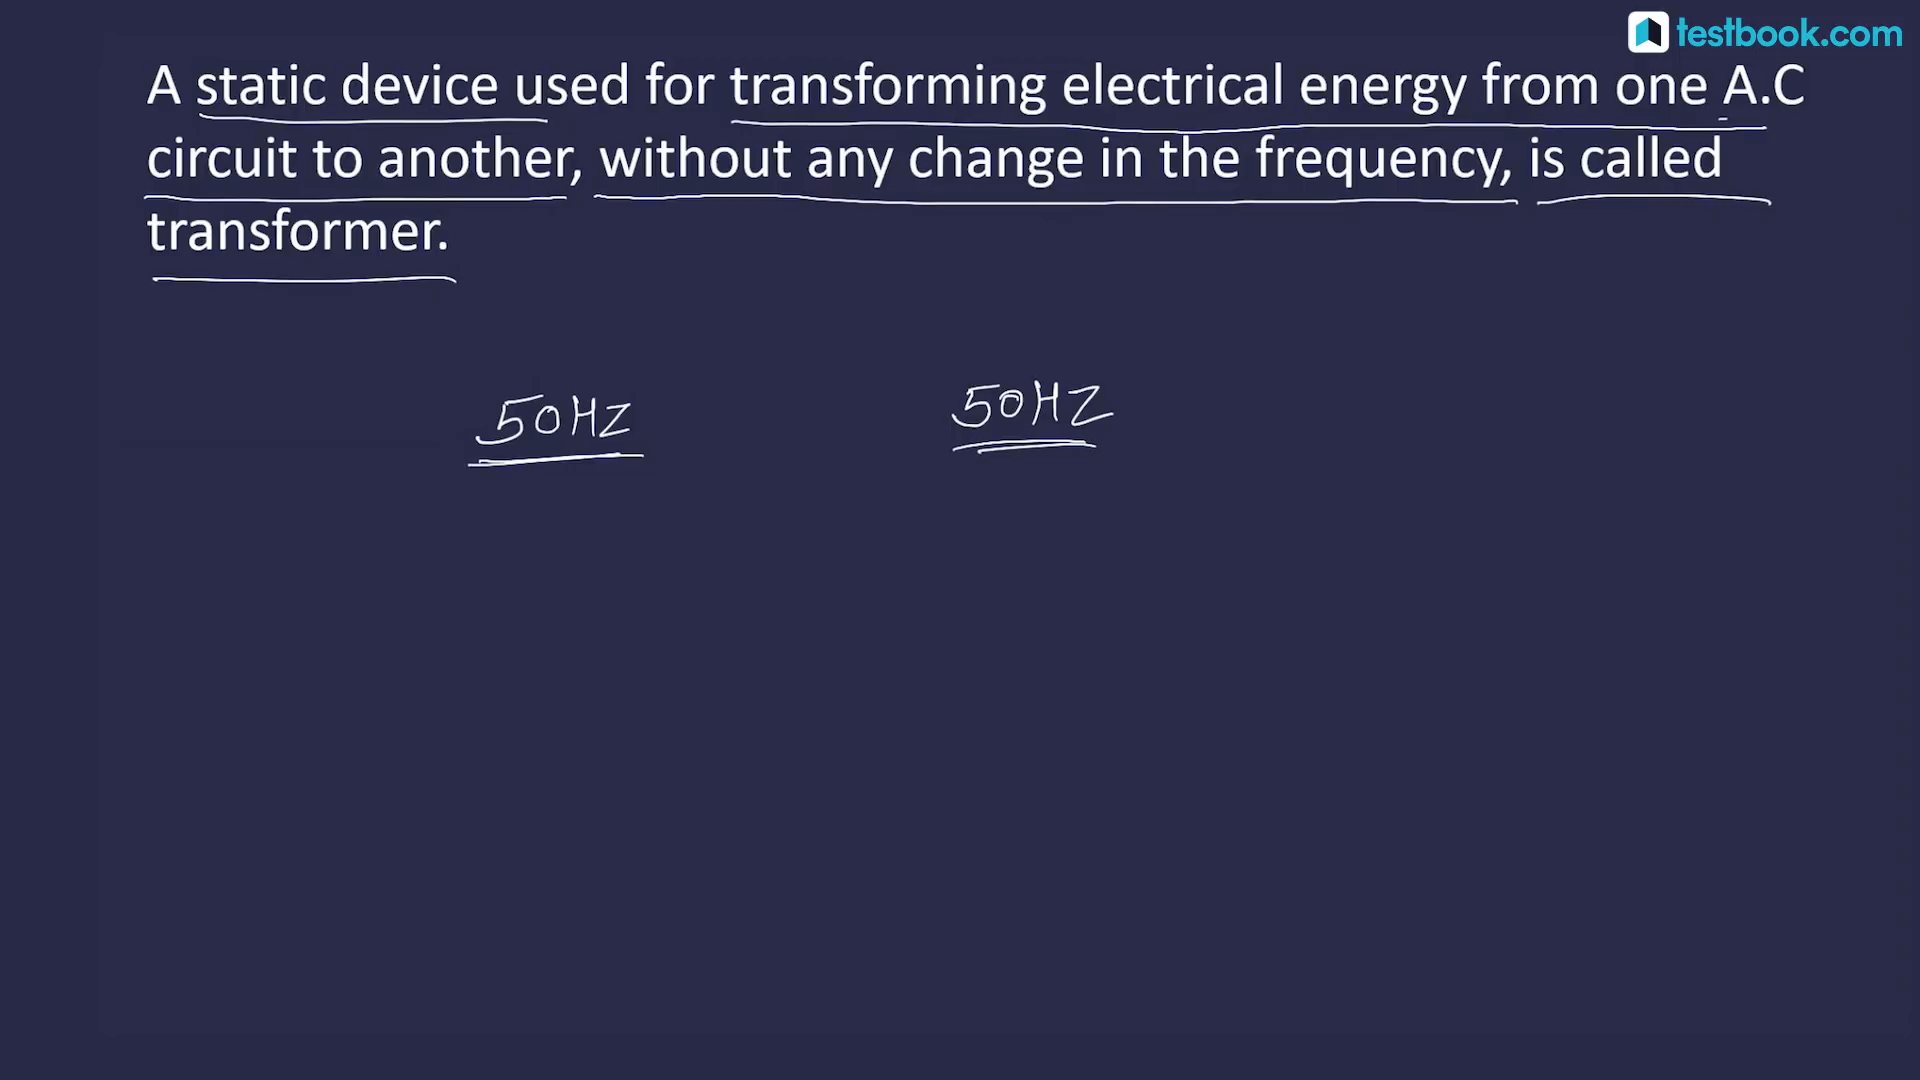 testbook.com
A static device used for transforming electrical energy from one A.C
circuit to another, without any change in the frequency, is called
transformer.
50HZ 50HZ